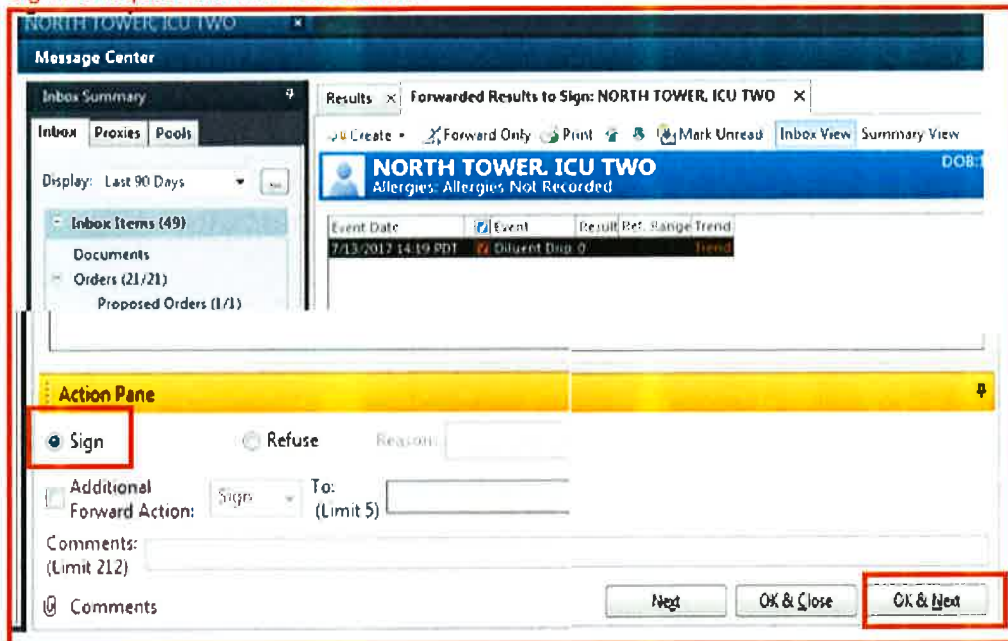 NORTH TOWER, ICU TWO ×
Message Center
Inbox Summary
Results × Forwarded Results to Sign: NORTH TOWER, ICU TWO ×
Inbox Proxies Pools
Create Forward Only Print Mark Unread Inbox View Summary View
NORTH TOWER, ICU TWO
DOB:1
Allergies: Allergies Not Recorded
Display: Last 90 Days ...
Inbox Items (49)
Event Date Event Result Ref. Range Trend
7/13/2017 14:19 PDT Diluent Disp 0 Trend
Documents
Orders (21/21)
Proposed Orders (1/1)
Action Pane
Sign Refuse Reason:
Additional
Forward Action: Sign To:
(Limit 5)
Comments:
(Limit 212)
Comments
Next OK & Close OK & Next